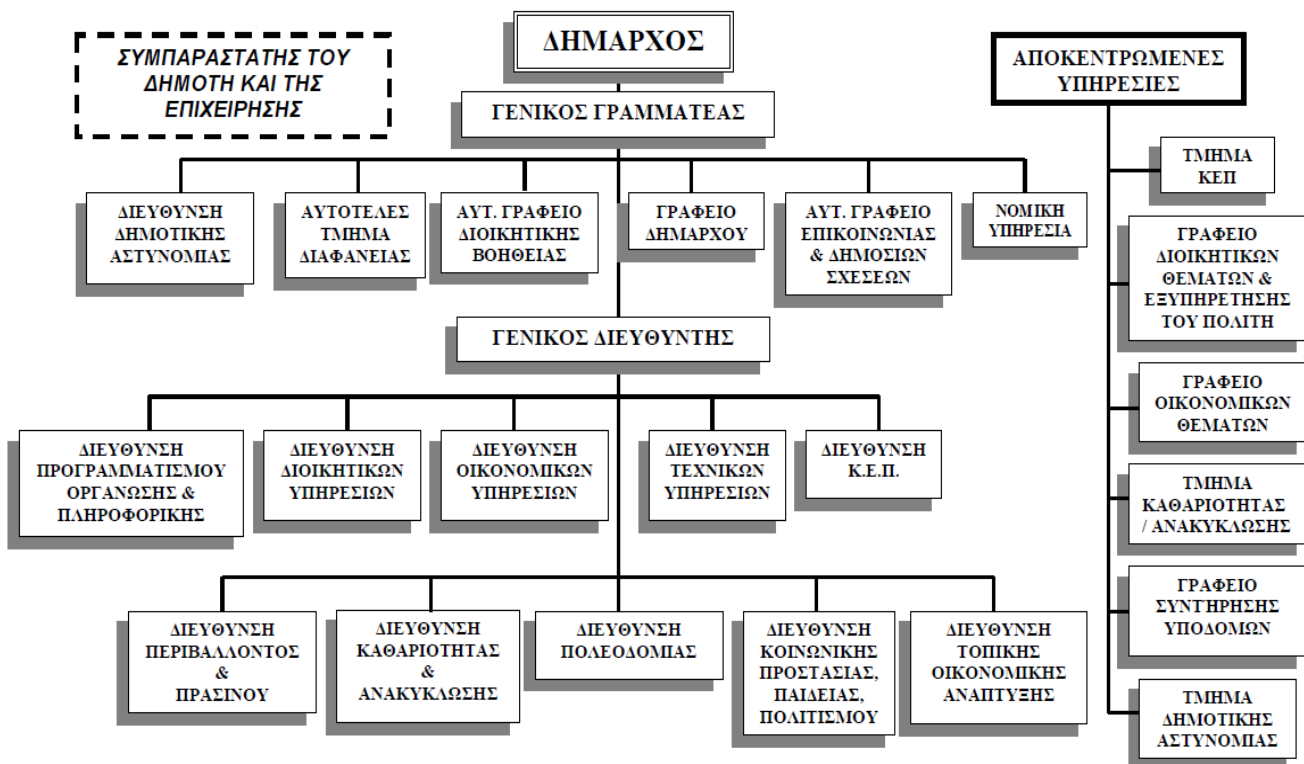 ΔΗΜΑΡΧΟΣ
ΣΥΜΠΑΡΑΣΤΑΤΗΣ ΤΟΥ
ΔΗΜΟΤΗ ΚΑΙ ΤΗΣ
ΕΠΙΧΕΙΡΗΣΗΣ
ΓΕΝΙΚΟΣ ΓΡΑΜΜΑΤΕΑΣ
ΔΙΕΥΘΥΝΣΗ
ΔΗΜΟΤΙΚΗΣ
ΑΣΤΥΝΟΜΙΑΣ
ΑΥΤΟΤΕΛΕΣ
ΤΜΗΜΑ
ΔΙΑΦΑΝΕΙΑΣ
ΑΥΤ. ΓΡΑΦΕΙΟ
ΔΙΟΙΚΗΤΙΚΗΣ
ΒΟΗΘΕΙΑΣ
ΓΡΑΦΕΙΟ
ΔΗΜΑΡΧΟΥ
ΑΥΤ. ΓΡΑΦΕΙΟ
ΕΠΙΚΟΙΝΩΝΙΑΣ
& ΔΗΜΟΣΙΩΝ
ΣΧΕΣΕΩΝ
ΝΟΜΙΚΗ
ΥΠΗΡΕΣΙΑ
ΓΕΝΙΚΟΣ ΔΙΕΥΘΥΝΤΗΣ
ΔΙΕΥΘΥΝΣΗ
ΠΡΟΓΡΑΜΜΑΤΙΣΜΟΥ
ΟΡΓΑΝΩΣΗΣ &
ΠΛΗΡΟΦΟΡΙΚΗΣ
ΔΙΕΥΘΥΝΣΗ
ΔΙΟΙΚΗΤΙΚΩΝ
ΥΠΗΡΕΣΙΩΝ
ΔΙΕΥΘΥΝΣΗ
ΟΙΚΟΝΟΜΙΚΩΝ
ΥΠΗΡΕΣΙΩΝ
ΔΙΕΥΘΥΝΣΗ
ΤΕΧΝΙΚΩΝ
ΥΠΗΡΕΣΙΩΝ
ΔΙΕΥΘΥΝΣΗ
Κ.Ε.Π.
ΔΙΕΥΘΥΝΣΗ
ΠΕΡΙΒΑΛΛΟΝΤΟΣ
&
ΠΡΑΣΙΝΟΥ
ΔΙΕΥΘΥΝΣΗ
ΚΑΘΑΡΙΟΤΗΤΑΣ
&
ΑΝΑΚΥΚΛΩΣΗΣ
ΔΙΕΥΘΥΝΣΗ
ΠΟΛΕΟΔΟΜΙΑΣ
ΔΙΕΥΘΥΝΣΗ
ΚΟΙΝΩΝΙΚΗΣ
ΠΡΟΣΤΑΣΙΑΣ,
ΠΑΙΔΕΙΑΣ,
ΠΟΛΙΤΙΣΜΟΥ
ΔΙΕΥΘΥΝΣΗ
ΤΟΠΙΚΗΣ
ΟΙΚΟΝΟΜΙΚΗΣ
ΑΝΑΠΤΥΞΗΣ
ΑΠΟΚΕΝΤΡΩΜΕΝΕΣ
ΥΠΗΡΕΣΙΕΣ
ΤΜΗΜΑ
ΚΕΠ
ΓΡΑΦΕΙΟ
ΔΙΟΙΚΗΤΙΚΩΝ
ΘΕΜΑΤΩΝ &
ΕΞΥΠΗΡΕΤΗΣΗΣ
ΤΟΥ ΠΟΛΙΤΗ
ΓΡΑΦΕΙΟ
ΟΙΚΟΝΟΜΙΚΩΝ
ΘΕΜΑΤΩΝ
ΤΜΗΜΑ
ΚΑΘΑΡΙΟΤΗΤΑΣ
/ ΑΝΑΚΥΚΛΩΣΗΣ
ΓΡΑΦΕΙΟ
ΣΥΝΤΗΡΗΣΗΣ
ΥΠΟΔΟΜΩΝ
ΤΜΗΜΑ
ΔΗΜΟΤΙΚΗΣ
ΑΣΤΥΝΟΜΙΑΣ